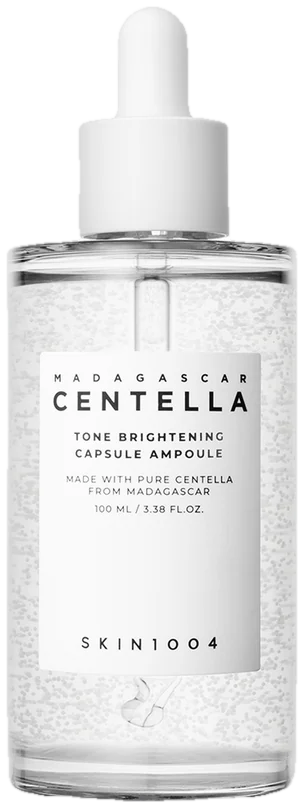 MADAGASCAR
CENTELLA
TONE BRIGHTENING
CAPSULE AMPOULE
MADE WITH PURE CENTELLA
FROM MADAGASCAR
100 ML / 3.38 FL.OZ.
SKIN1004